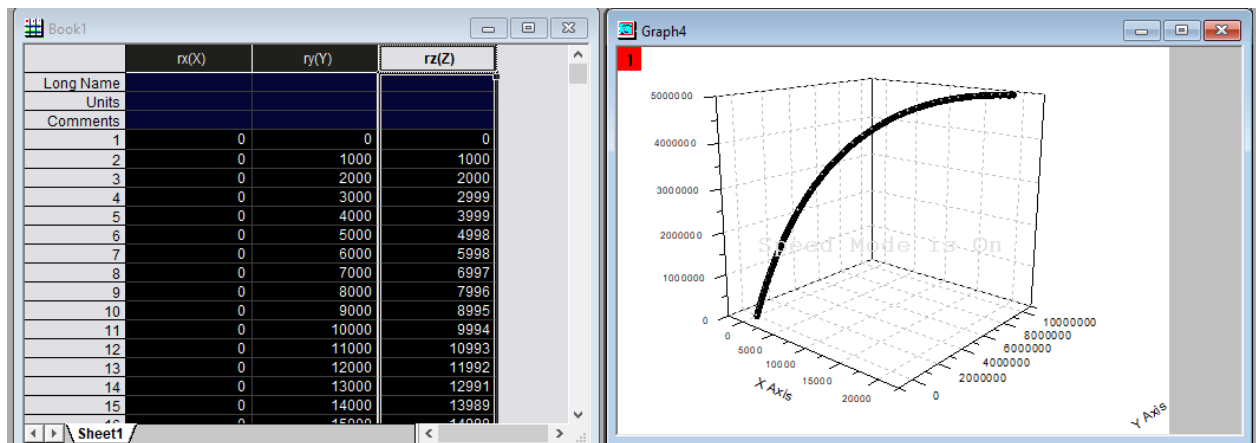 Book1
rx(X) ry(Y) rz(Z)
Long Name
Units
Comments
1 0 0 0
2 0 1000 1000
3 0 2000 2000
4 0 3000 2999
5 0 4000 3999
6 0 5000 4998
7 0 6000 5998
8 0 7000 6997
9 0 8000 7996
10 0 9000 8995
11 0 10000 9994
12 0 11000 10993
13 0 12000 11992
14 0 13000 12991
15 0 14000 13989
Sheet1
Graph4
1
5000000
4000000
3000000
2000000
1000000
0
Speed Mode is On
0
5000
10000
15000
20000
X Axis
0
2000000
4000000
6000000
8000000
10000000
Y Axis